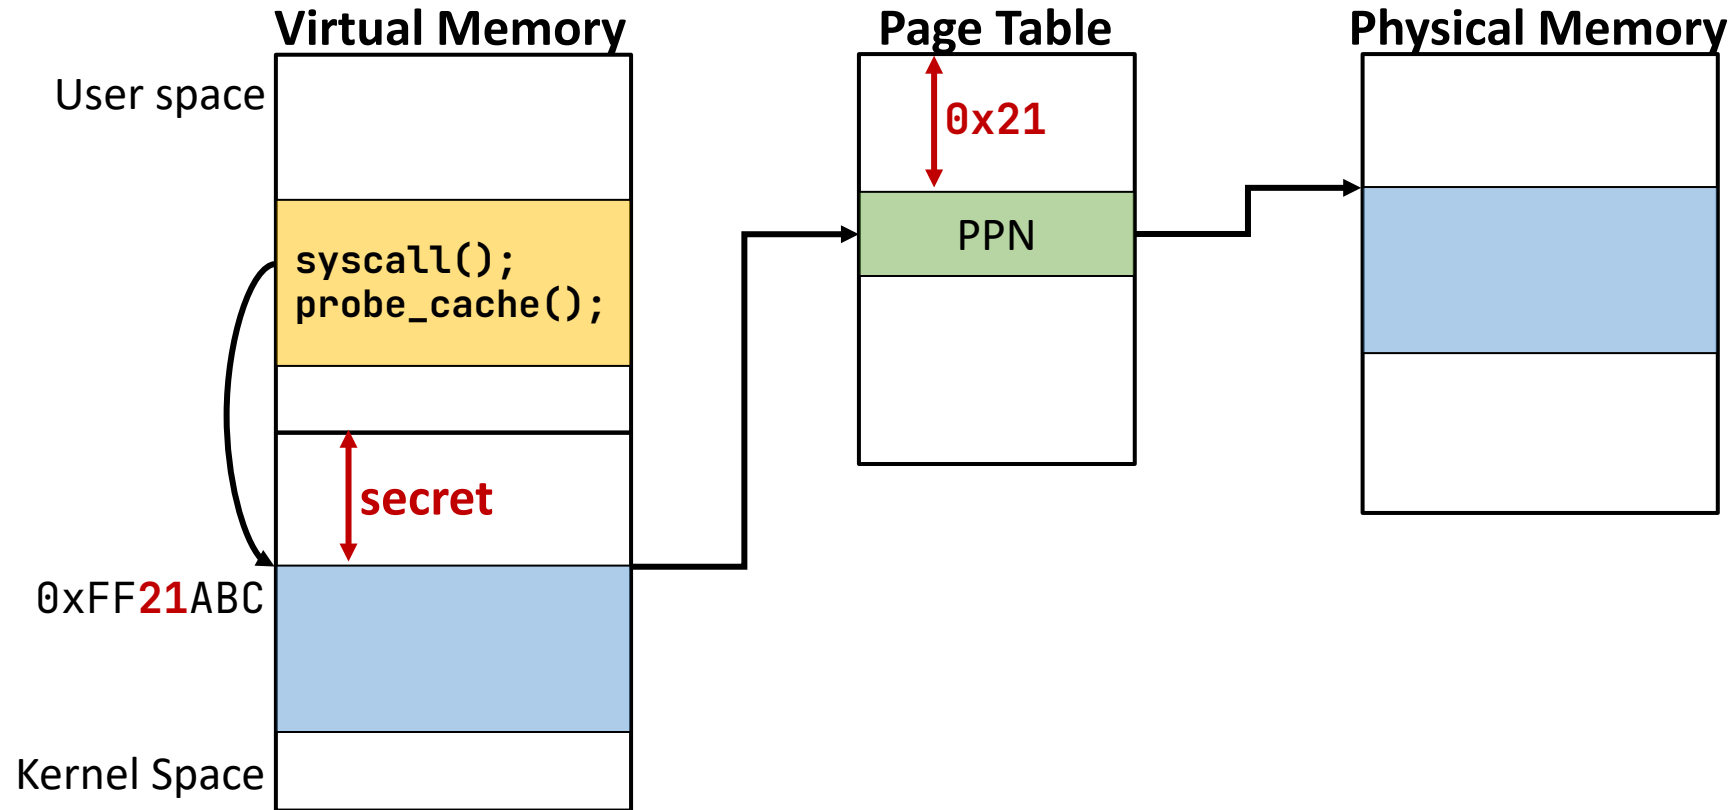 Virtual Memory
Page Table
Physical Memory
User space
0x21
syscall();
probe_cache();
PPN
secret
0xFF21ABC
Kernel Space